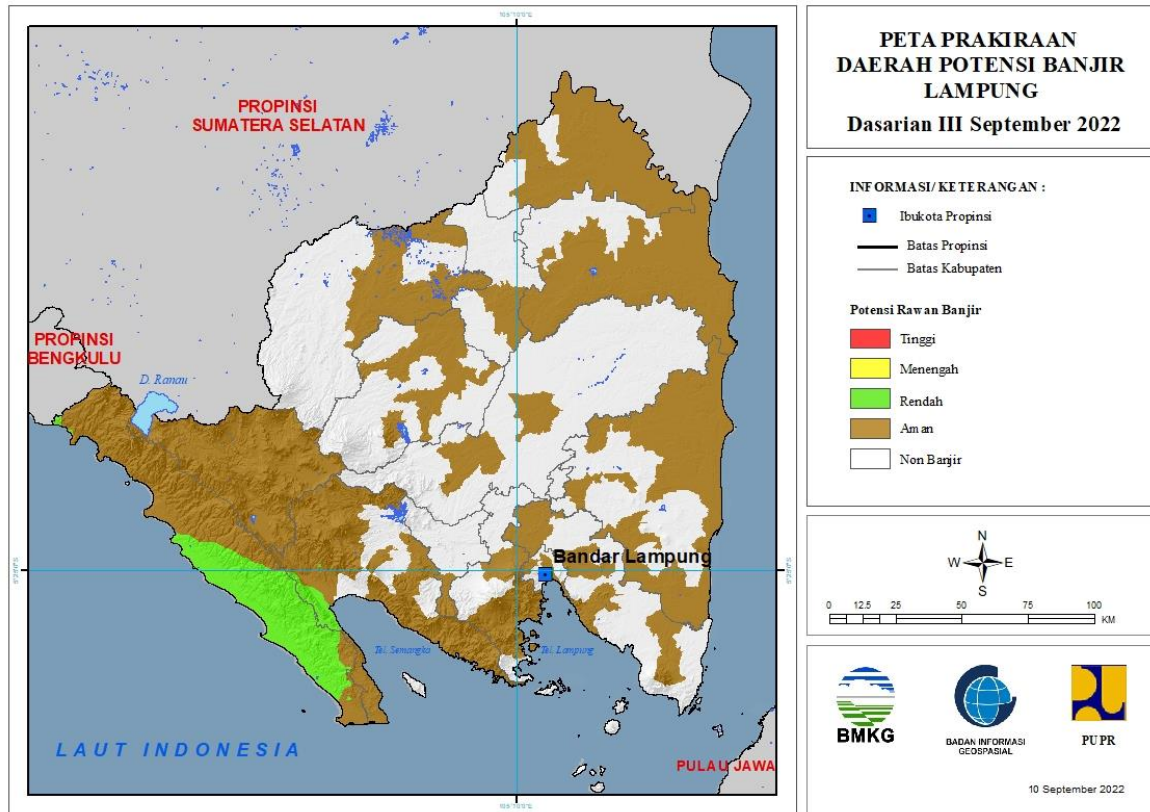 PROPINSI
SUMATERA SELATAN
PROPINSI
BENGKULU
D. Ranau
Bandar Lampung
Tel. Semangka
Tel. Lampung
LAUT INDONESIA
PULAU JAWA
PETA PRAKIRAAN
DAERAH POTENSI BANJIR
LAMPUNG
Dasarian III September 2022
INFORMASI/ KETERANGAN :
Ibukota Propinsi
Batas Propinsi
Batas Kabupaten
Potensi Rawan Banjir
Tinggi
Menengah
Rendah
Aman
Non Banjir
N
W E
S
0 12.5 25 50 75 100
KM
BMKG
BADAN INFORMASI
GEOSPASIAL
PUPR
10 September 2022